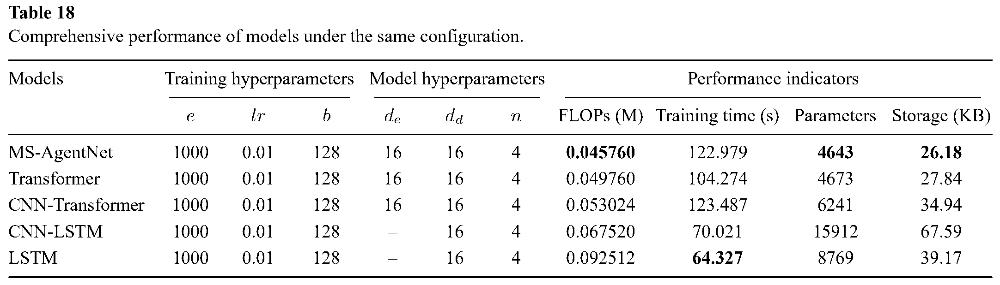 Table 18
Comprehensive performance of models under the same configuration.
Models Training hyperparameters Model hyperparameters Performance indicators
e lr b d_e d_d n FLOPs (M) Training time (s) Parameters Storage (KB)
MS-AgentNet 1000 0.01 128 16 16 4 0.045760 122.979 4643 26.18
Transformer 1000 0.01 128 16 16 4 0.049760 104.274 4673 27.84
CNN-Transformer 1000 0.01 128 16 16 4 0.053024 123.487 6241 34.94
CNN-LSTM 1000 0.01 128 – 16 4 0.067520 70.021 15912 67.59
LSTM 1000 0.01 128 – 16 4 0.092512 64.327 8769 39.17